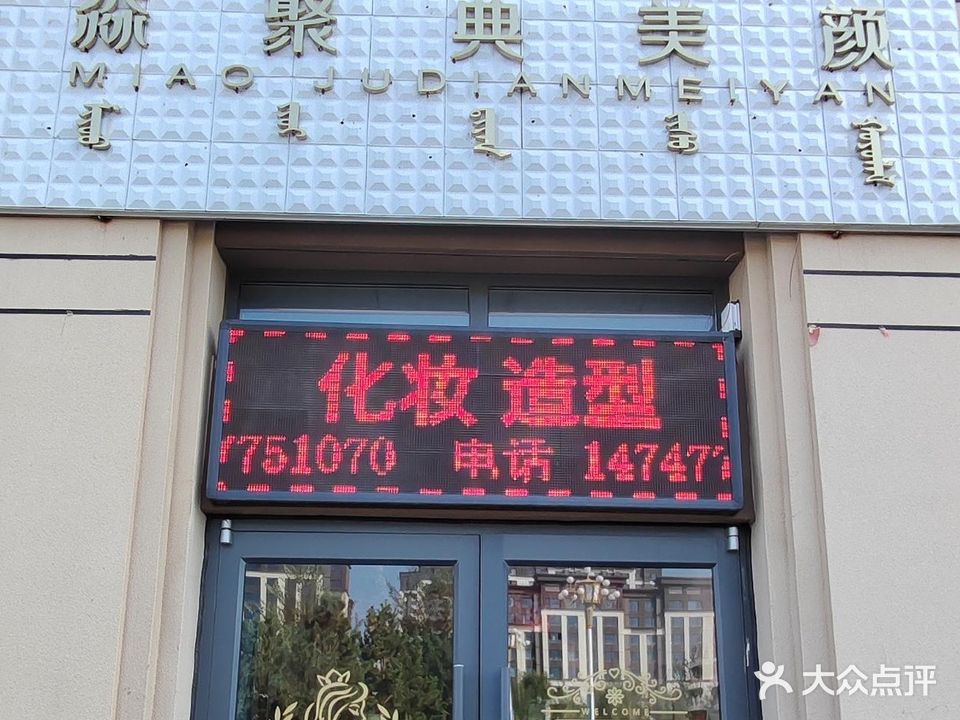 淼聚典美颜
MIAO JUDIANMEIYAN
化妆 造型
7751070 电话 147477
WELCOME
大众点评